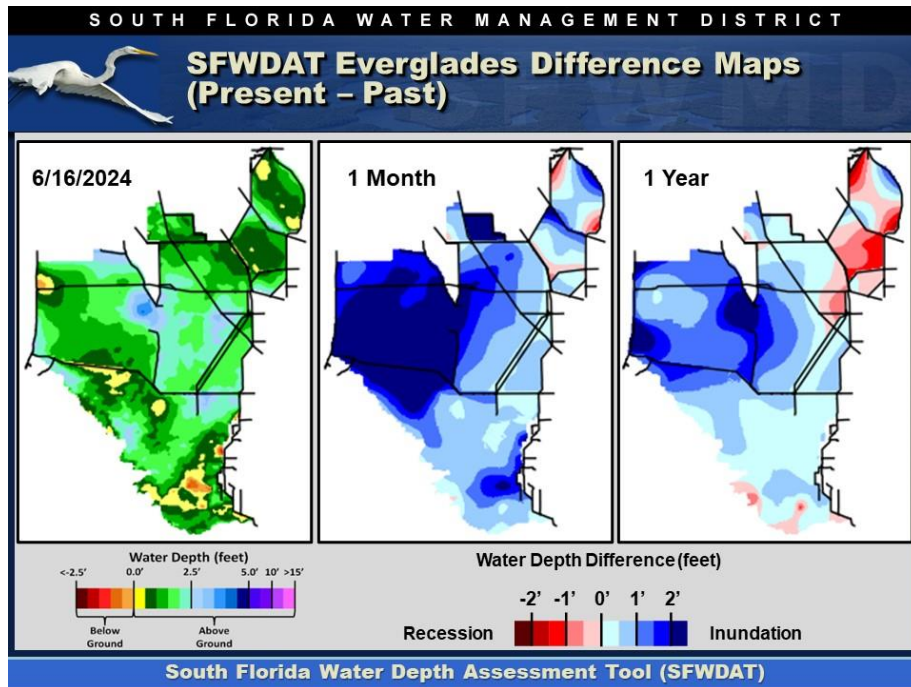 SOUTH FLORIDA WATER MANAGEMENT DISTRICT
SFWDAT Everglades Difference Maps
(Present – Past)
SFWMD
6/16/2024
1 Month
1 Year
Water Depth (feet)
<-2.5' 0.0' 2.5' 5.0' 10' >15'
Below
Ground
Above
Ground
Water Depth Difference (feet)
-2' -1' 0' 1' 2'
Recession
Inundation
South Florida Water Depth Assessment Tool (SFWDAT)